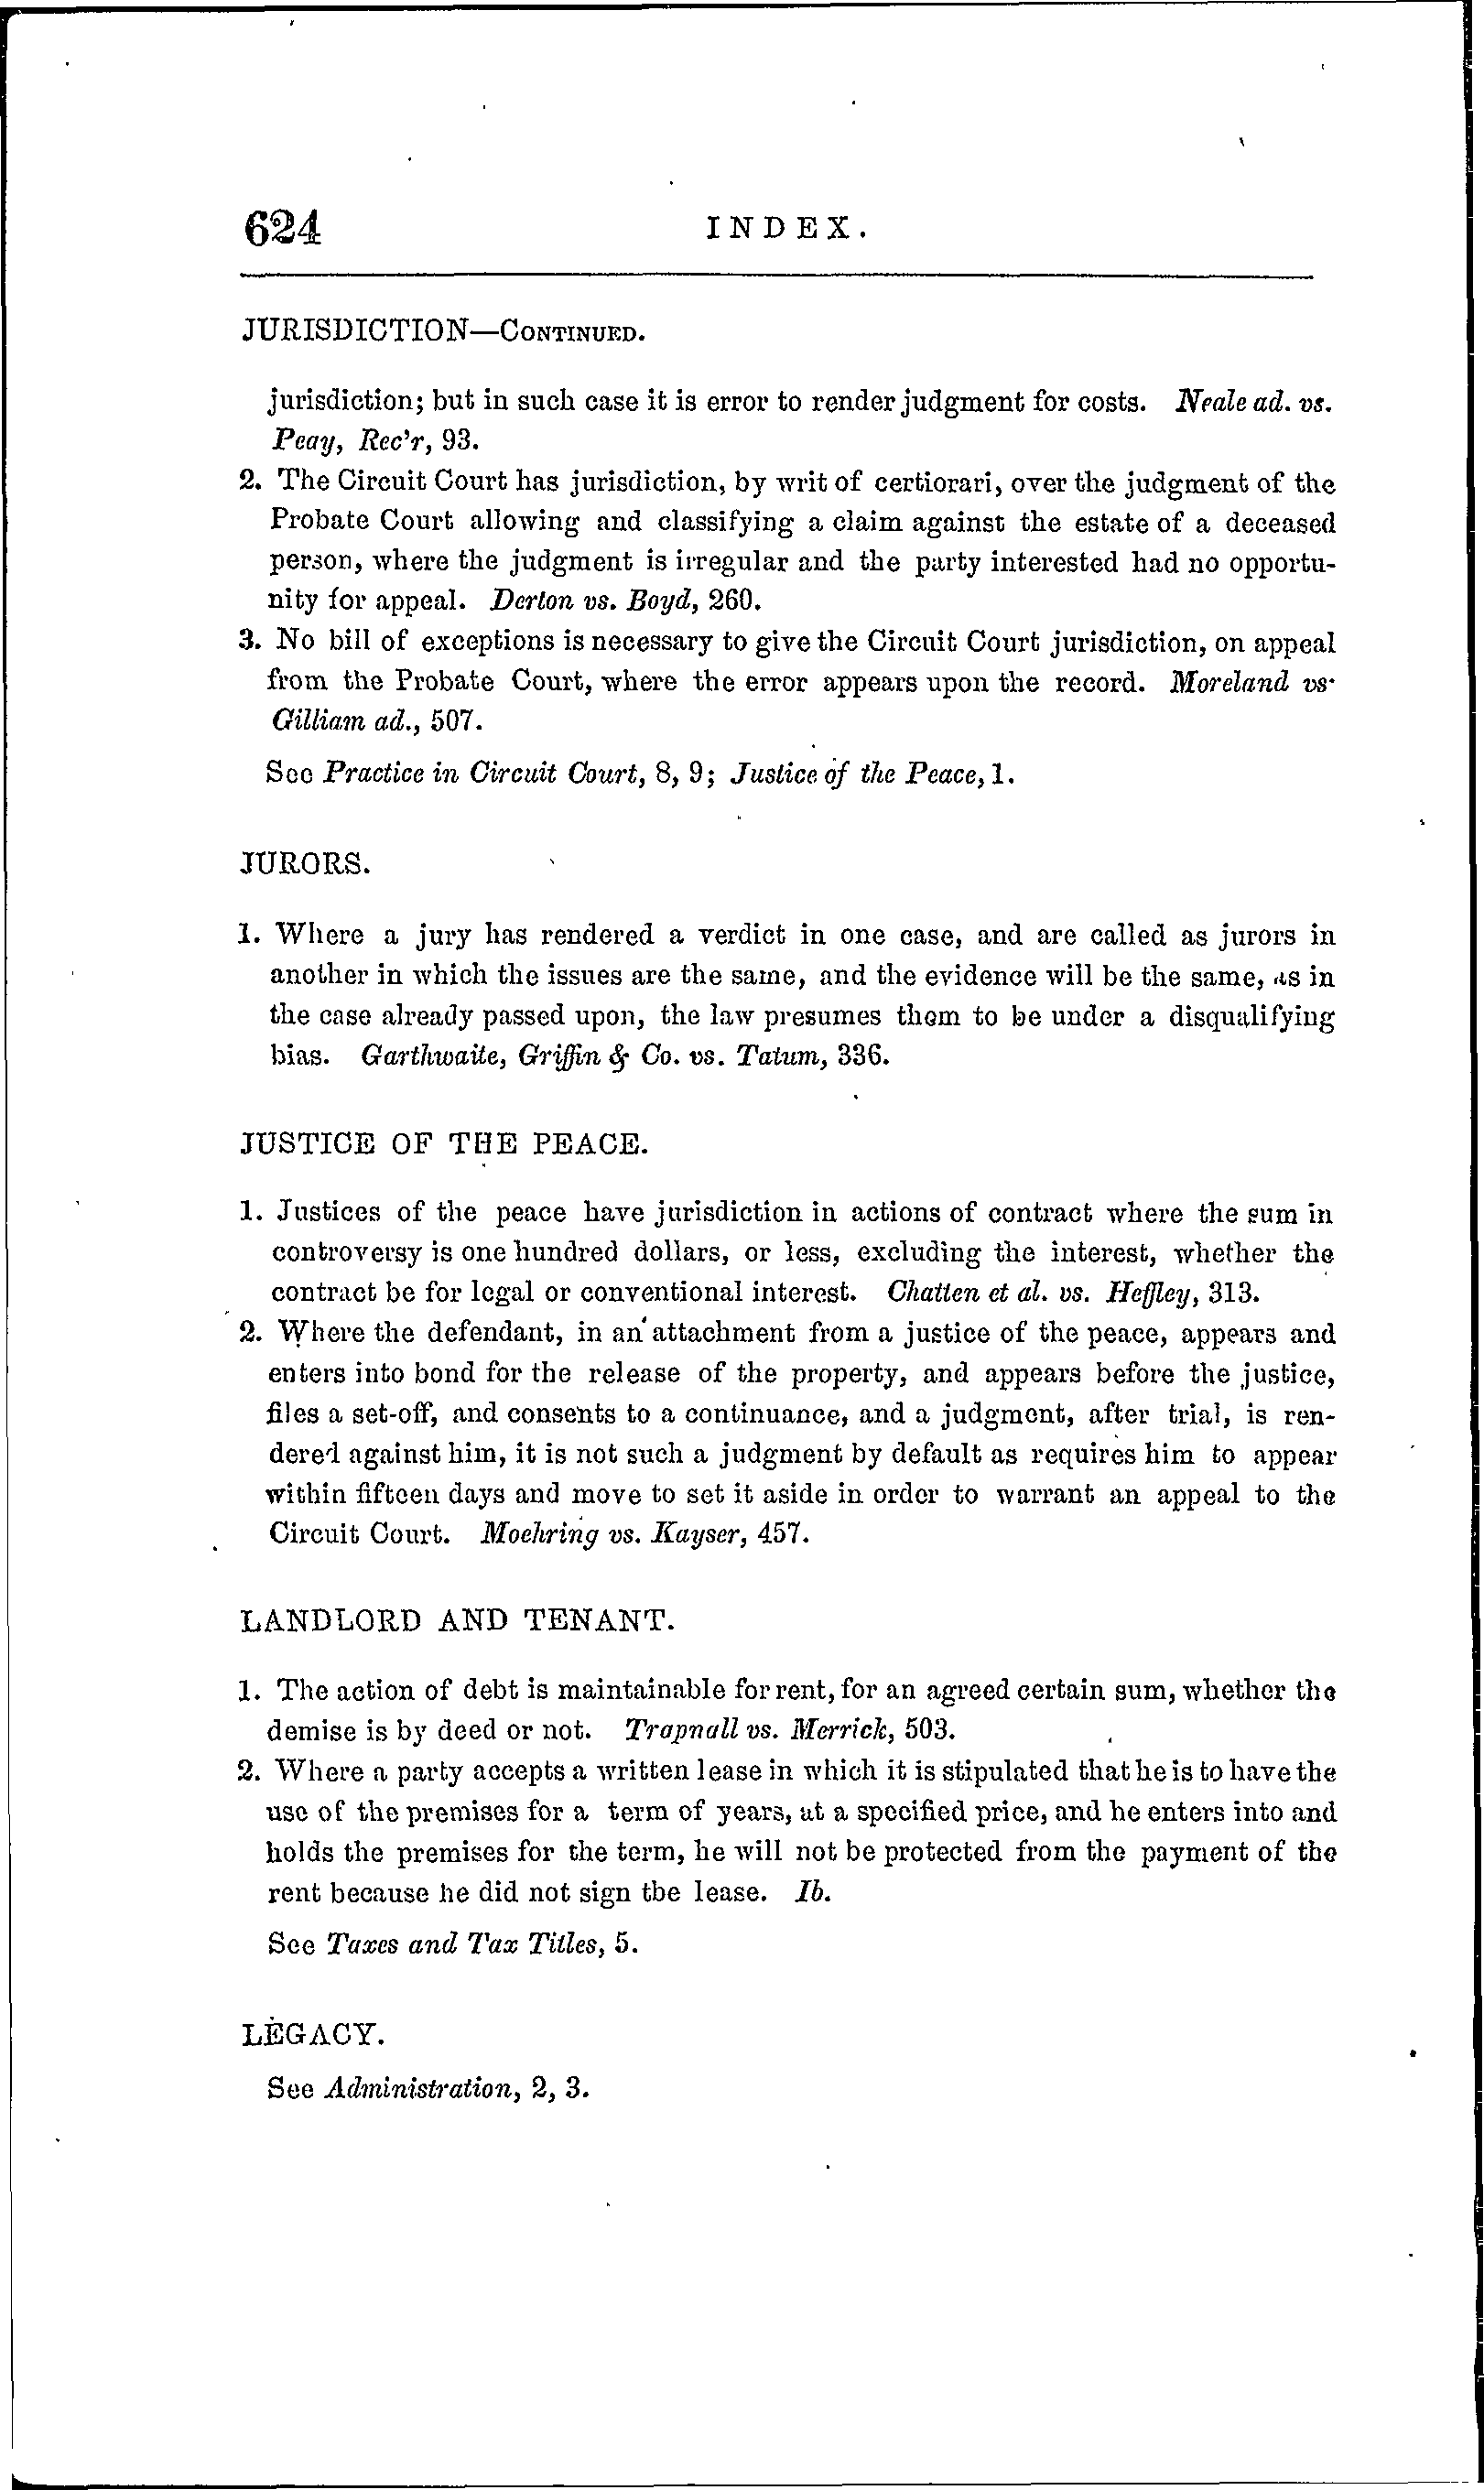 624 INDEX.
JURISDICTION—CONTINUED.
jurisdiction; but in such case it is error to render judgment for costs. Neale ad. vs.
Peay, Rec'r, 93.
2. The Circuit Court has jurisdiction, by writ of certiorari, over the judgment of the
Probate Court allowing and classifying a claim against the estate of a deceased
person, where the judgment is irregular and the party interested had no opportu-
nity for appeal. Derton vs. Boyd, 260.
3. No bill of exceptions is necessary to give the Circuit Court jurisdiction, on appeal
from the Probate Court, where the error appears upon the record. Moreland vs.
Gilliam ad., 507.
See Practice in Circuit Court, 8, 9; Justice of the Peace, 1.
JURORS.
1. Where a jury has rendered a verdict in one case, and are called as jurors in
another in which the issues are the same, and the evidence will be the same, as in
the case already passed upon, the law presumes them to be under a disqualifying
bias. Garthwaite, Griffin & Co. vs. Tatum, 336.
JUSTICE OF THE PEACE.
1. Justices of the peace have jurisdiction in actions of contract where the sum in
controversy is one hundred dollars, or less, excluding the interest, whether the
contract be for legal or conventional interest. Chatten et al. vs. Heffley, 313.
2. Where the defendant, in an attachment from a justice of the peace, appears and
enters into bond for the release of the property, and appears before the justice,
files a set-off, and consents to a continuance, and a judgment, after trial, is ren-
dered against him, it is not such a judgment by default as requires him to appear
within fifteen days and move to set it aside in order to warrant an appeal to the
Circuit Court. Moehring vs. Kayser, 457.
LANDLORD AND TENANT.
1. The action of debt is maintainable for rent, for an agreed certain sum, whether the
demise is by deed or not. Trapnall vs. Merrick, 503.
2. Where a party accepts a written lease in which it is stipulated that he is to have the
use of the premises for a term of years, at a specified price, and he enters into and
holds the premises for the term, he will not be protected from the payment of the
rent because he did not sign the lease. Ib.
See Taxes and Tax Titles, 5.
LEGACY.
See Administration, 2, 3.